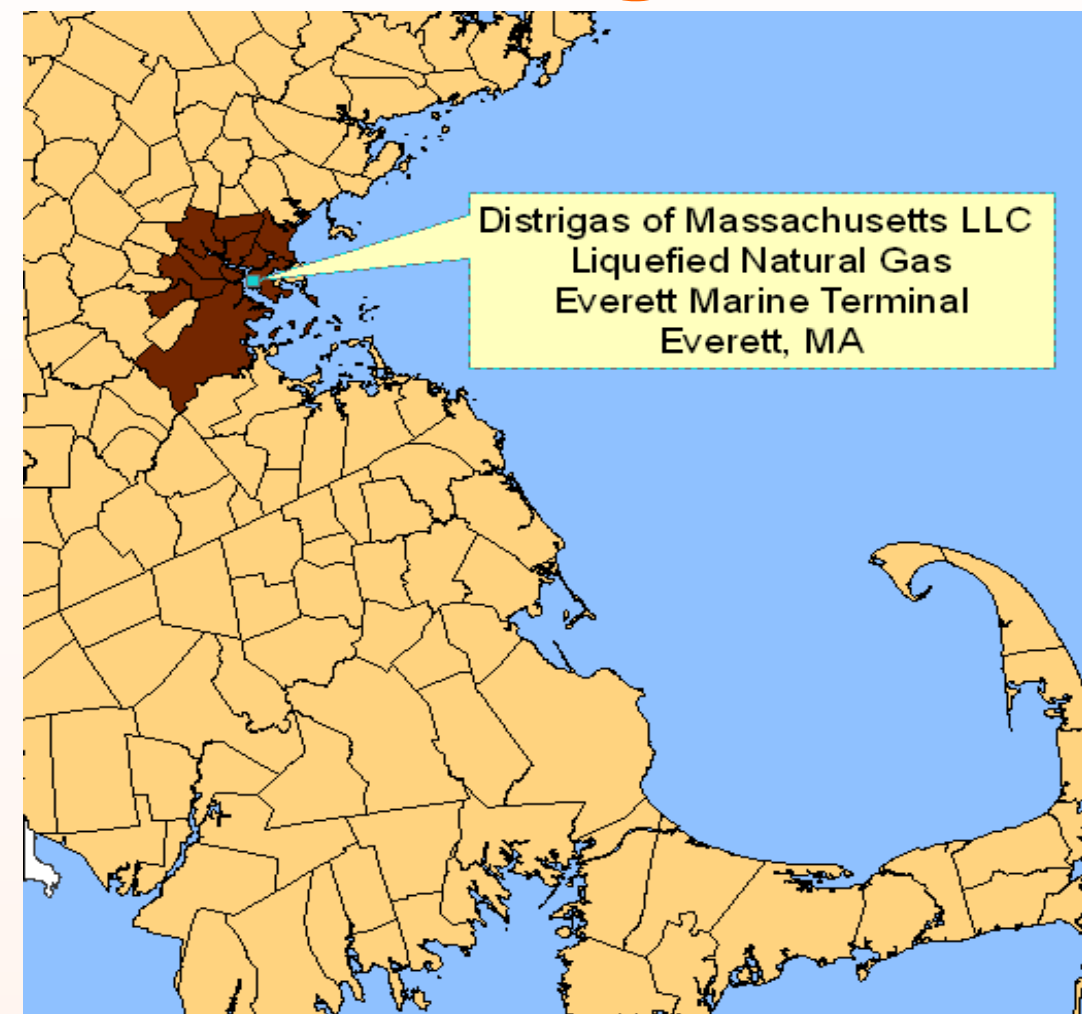 Distrigas of Massachusetts LLC
Liquefied Natural Gas
Everett Marine Terminal
Everett, MA